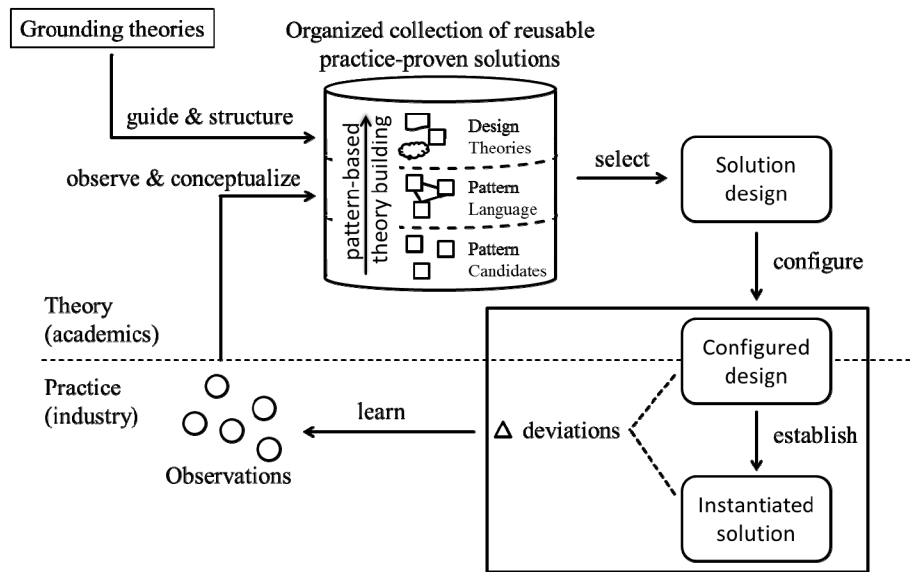 Grounding theories
Organized collection of reusable
practice-proven solutions
guide & structure
observe & conceptualize
pattern-based
theory building
Design
Theories
Pattern
Language
Pattern
Candidates
select
Solution
design
configure
Theory
(academics)
Practice
(industry)
Configured
design
learn
Δ deviations
establish
Observations
Instantiated
solution